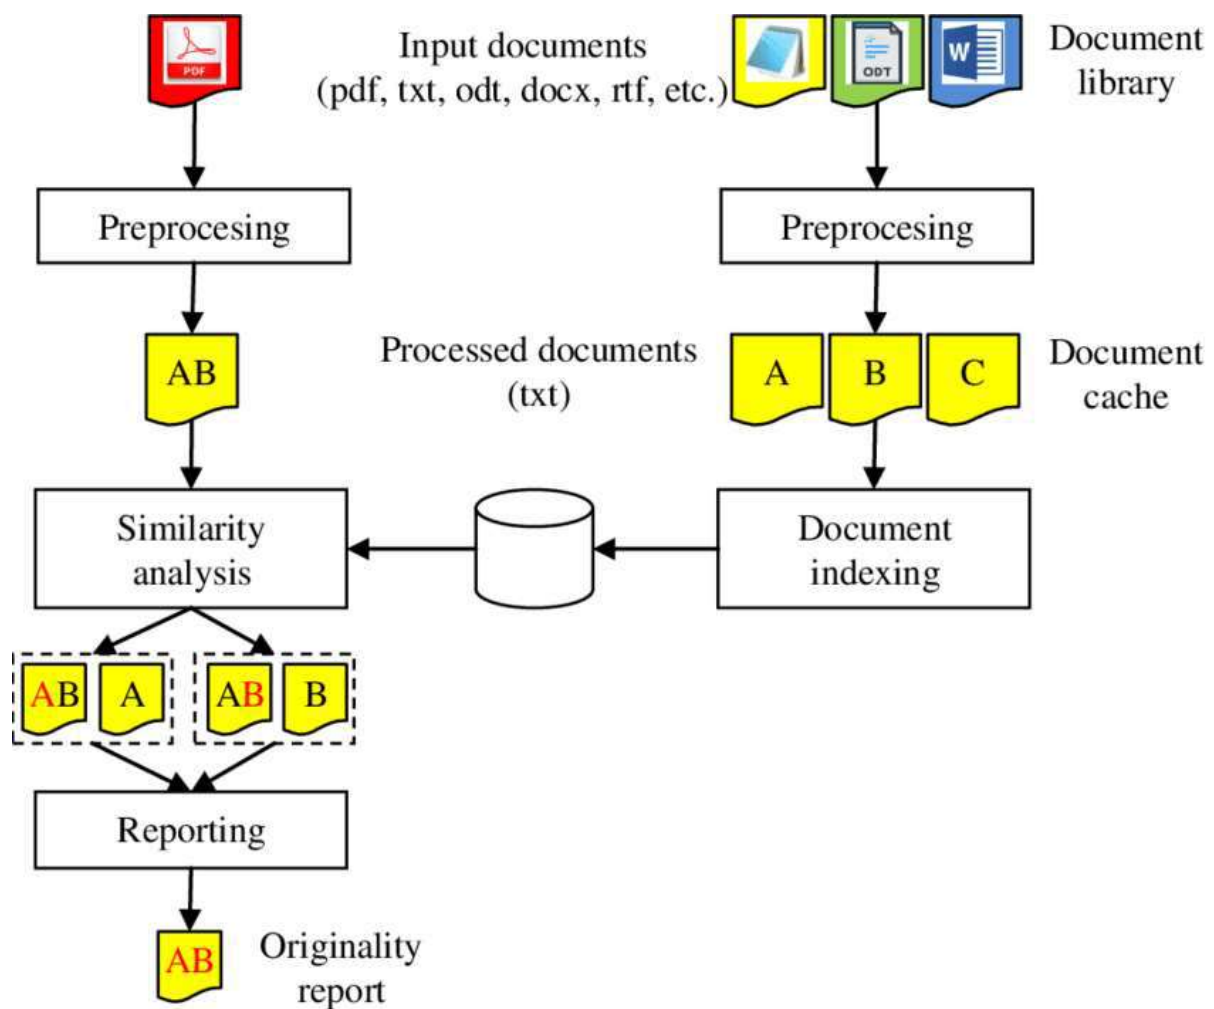 PDF
Input documents
(pdf, txt, odt, docx, rtf, etc.)
ODT
W
Document
library
Preprocesing
Preprocesing
AB
Processed documents
(txt)
A
B
C
Document
cache
Similarity
analysis
Document
indexing
AB
A
AB
B
Reporting
AB
Originality
report